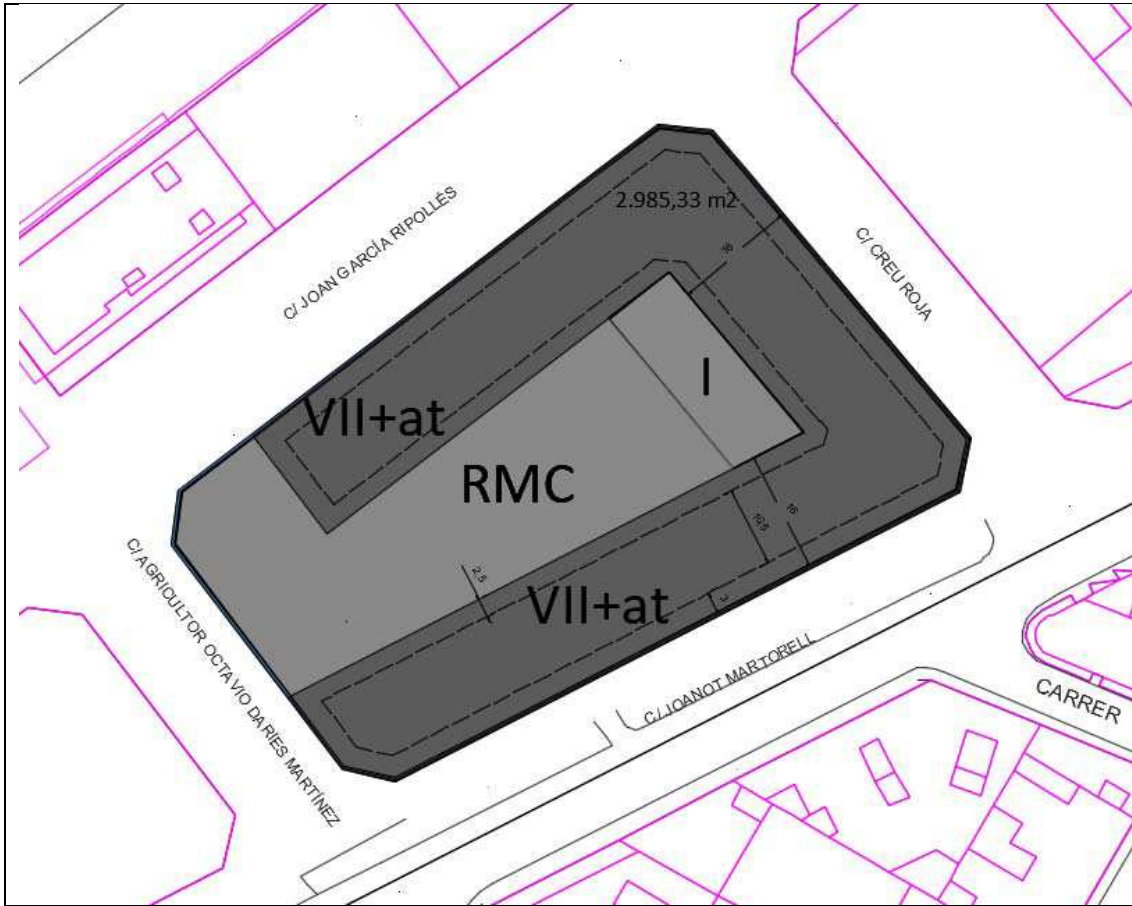 2.985,33 m2
C/ JOAN GARCÍA RIPOLLÉS
C/ CREU ROJA
16
I
VII+at
RMC
16
10,5
2,5
VII+at
3
C/ AGRICULTOR OCTAVIO DARIES MARTÍNEZ
C/ JOANOT MARTORELL
CARRER